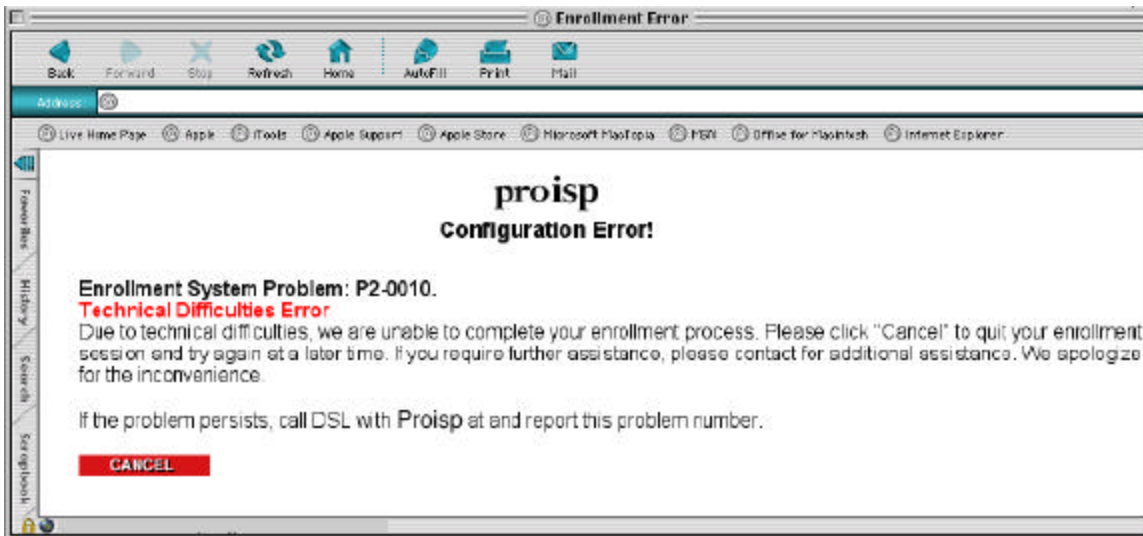 Enrollment Error
Back Forward Stop Refresh Home AutoFill Print Mail
Address
Live Home Page Apple iTools Apple Support Apple Store Microsoft MacTopia MSN Office for Macintosh Internet Explorer
Favorites
History
Search
Scrapbook
proisp
Configuration Error!
Enrollment System Problem: P2-0010.
Technical Difficulties Error
Due to technical difficulties, we are unable to complete your enrollment process. Please click "Cancel" to quit your enrollment
session and try again at a later time. If you require further assistance, please contact for additional assistance. We apologize
for the inconvenience.
If the problem persists, call DSL with Proisp at and report this problem number.
CANCEL